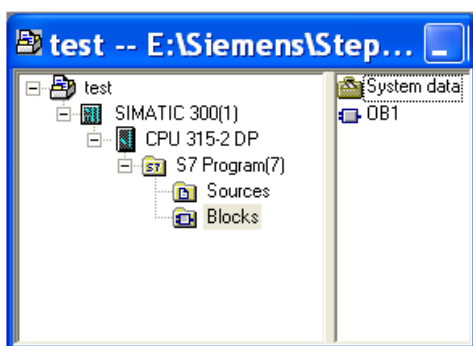 test -- E:\Siemens\Step...
test
SIMATIC 300(1)
CPU 315-2 DP
S7 Program(7)
Sources
Blocks
System data
OB1